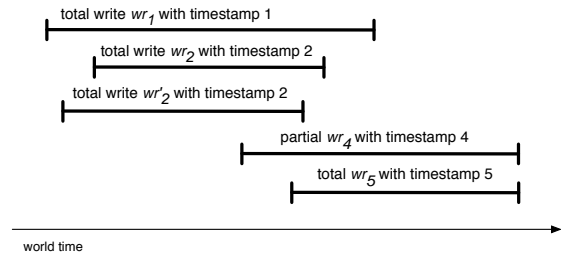 total write wr1 with timestamp 1
total write wr2 with timestamp 2
total write wr'2 with timestamp 2
partial wr4 with timestamp 4
total wr5 with timestamp 5
world time